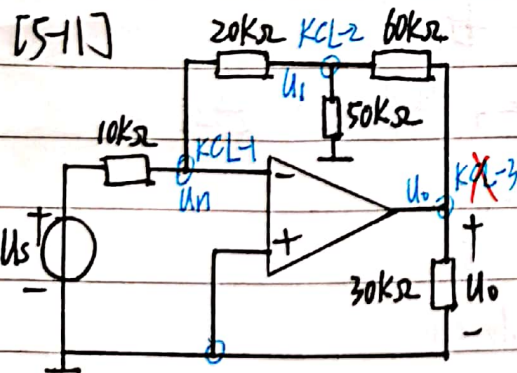 [5-11]
20KΩ KCL-2 60KΩ
U₁
50KΩ
10KΩ KCL-1
Un
-
U₀ KCL-3
+
Us
+
-
+
30KΩ U₀
-